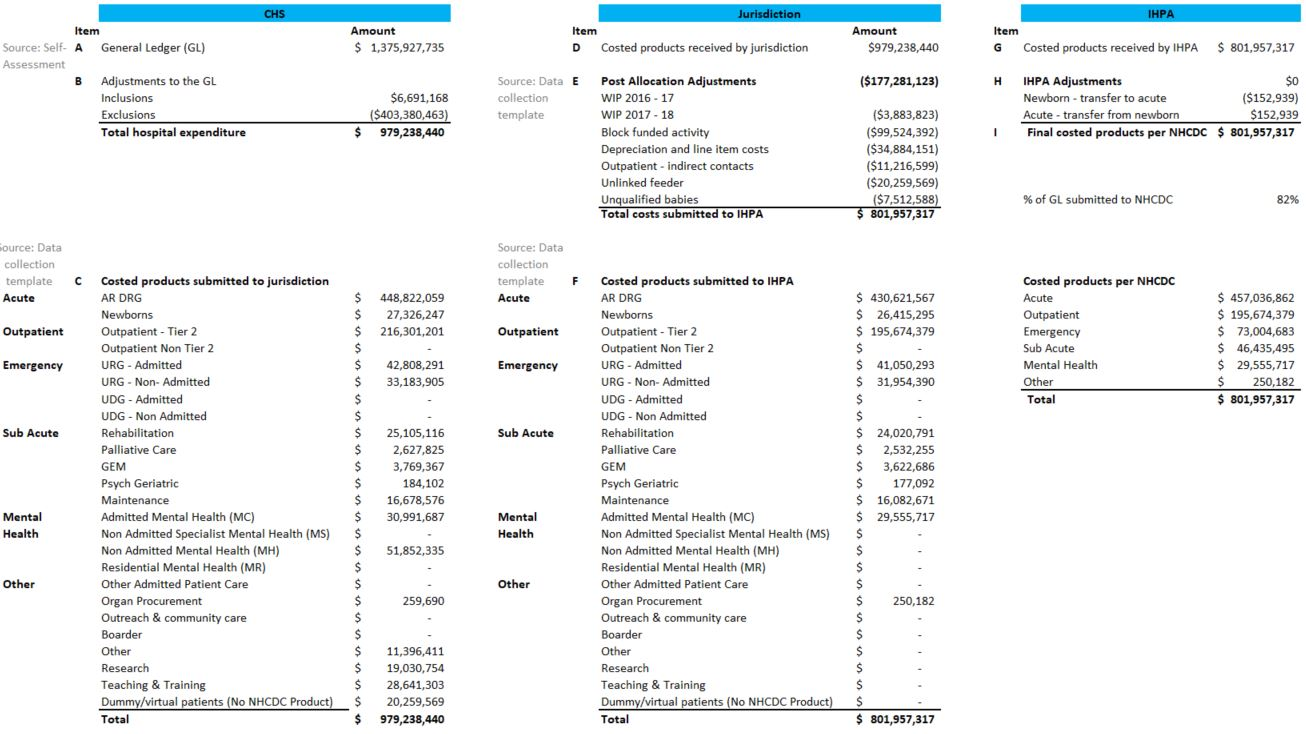 CHS
Item Amount
Source: Self-Assessment A General Ledger (GL) $ 1,375,927,735
B Adjustments to the GL
Inclusions $6,691,168
Exclusions ($403,380,463)
Total hospital expenditure $ 979,238,440
Source: Data collection template C Costed products submitted to jurisdiction
Acute AR DRG $ 448,822,059
Newborns $ 27,326,247
Outpatient Outpatient - Tier 2 $ 216,301,201
Outpatient Non Tier 2 $ -
Emergency URG - Admitted $ 42,808,291
URG - Non- Admitted $ 33,183,905
UDG - Admitted $ -
UDG - Non Admitted $ -
Sub Acute Rehabilitation $ 25,105,116
Palliative Care $ 2,627,825
GEM $ 3,769,367
Psych Geriatric $ 184,102
Maintenance $ 16,678,576
Mental Admitted Mental Health (MC) $ 30,991,687
Health Non Admitted Specialist Mental Health (MS) $ -
Non Admitted Mental Health (MH) $ 51,852,335
Residential Mental Health (MR) $ -
Other Other Admitted Patient Care $ -
Organ Procurement $ 259,690
Outreach & community care $ -
Boarder $ -
Other $ 11,396,411
Research $ 19,030,754
Teaching & Training $ 28,641,303
Dummy/virtual patients (No NHCDC Product) $ 20,259,569
Total $ 979,238,440
Jurisdiction
Item Amount
D Costed products received by jurisdiction $979,238,440
Source: Data collection template E Post Allocation Adjustments ($177,281,123)
WIP 2016 - 17
WIP 2017 - 18 ($3,883,823)
Block funded activity ($99,524,392)
Depreciation and line item costs ($34,884,151)
Outpatient - indirect contacts ($11,216,599)
Unlinked feeder ($20,259,569)
Unqualified babies ($7,512,588)
Total costs submitted to IHPA $ 801,957,317
Source: Data collection template F Costed products submitted to IHPA
Acute AR DRG $ 430,621,567
Newborns $ 26,415,295
Outpatient Outpatient - Tier 2 $ 195,674,379
Outpatient Non Tier 2 $ -
Emergency URG - Admitted $ 41,050,293
URG - Non- Admitted $ 31,954,390
UDG - Admitted $ -
UDG - Non Admitted $ -
Sub Acute Rehabilitation $ 24,020,791
Palliative Care $ 2,532,255
GEM $ 3,622,686
Psych Geriatric $ 177,092
Maintenance $ 16,082,671
Mental Admitted Mental Health (MC) $ 29,555,717
Health Non Admitted Specialist Mental Health (MS) $ -
Non Admitted Mental Health (MH) $ -
Residential Mental Health (MR) $ -
Other Other Admitted Patient Care $ -
Organ Procurement $ 250,182
Outreach & community care $ -
Boarder $ -
Other $ -
Research $ -
Teaching & Training $ -
Dummy/virtual patients (No NHCDC Product) $ -
Total $ 801,957,317
IHPA
Item Amount
G Costed products received by IHPA $ 801,957,317
H IHPA Adjustments $0
Newborn - transfer to acute ($152,939)
Acute - transfer from newborn $152,939
I Final costed products per NHCDC $ 801,957,317
% of GL submitted to NHCDC 82%
Costed products per NHCDC
Acute $ 457,036,862
Outpatient $ 195,674,379
Emergency $ 73,004,683
Sub Acute $ 46,435,495
Mental Health $ 29,555,717
Other $ 250,182
Total $ 801,957,317